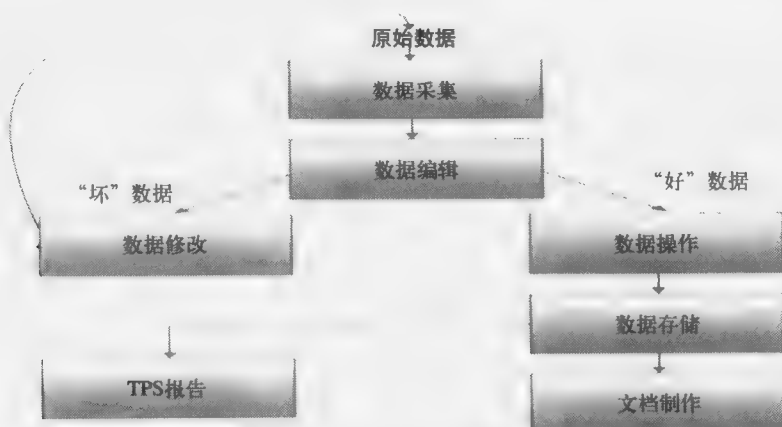 原始数据
数据采集
数据编辑
“坏”数据
“好”数据
数据修改
数据操作
数据存储
TPS报告
文档制作